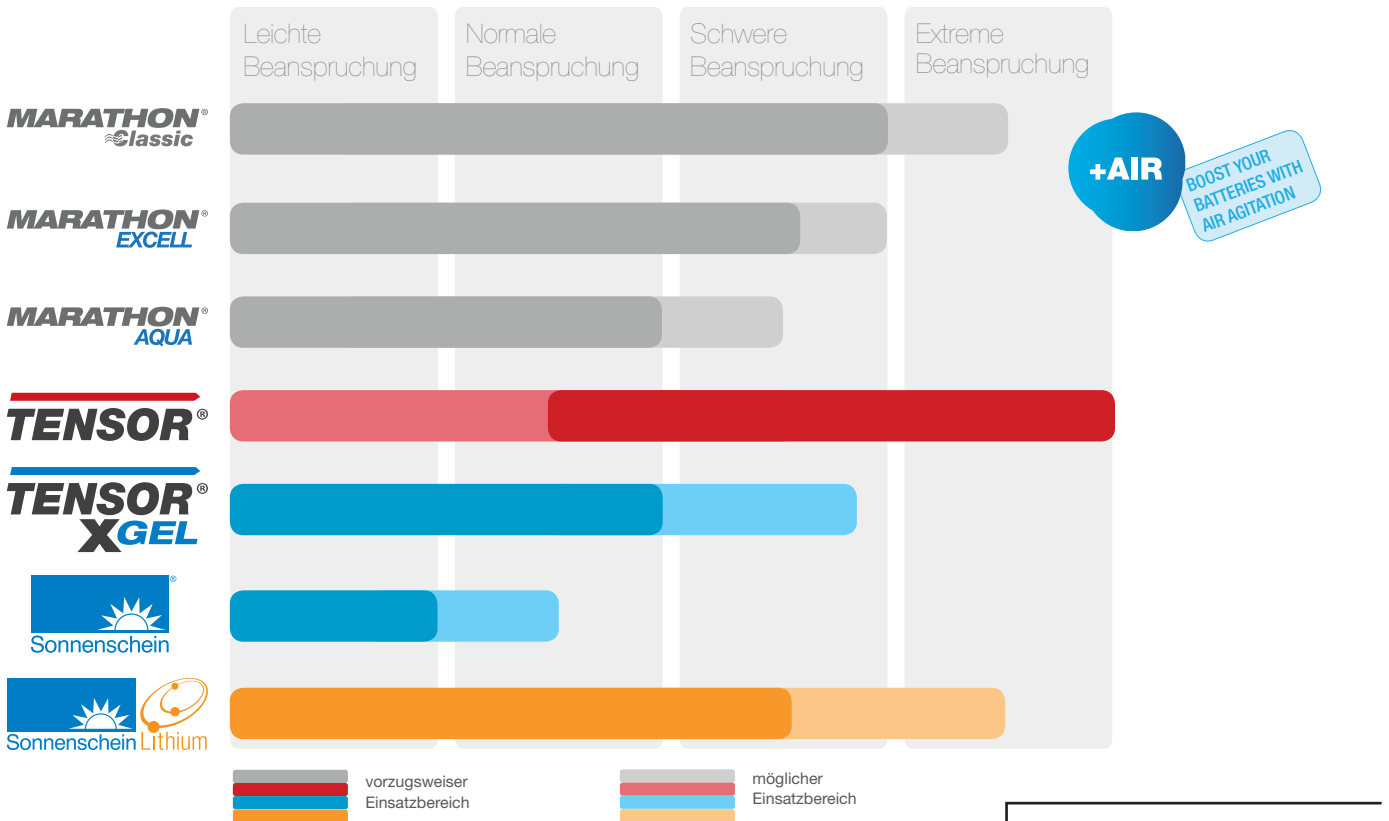 Leichte
Beanspruchung
Normale
Beanspruchung
Schwere
Beanspruchung
Extreme
Beanspruchung
MARATHON®
Classic
MARATHON®
EXCELL
MARATHON®
AQUA
TENSOR®
TENSOR®
XGEL
®
Sonnenschein
Sonnenschein Lithium
+AIR
BOOST YOUR
BATTERIES WITH
AIR AGITATION
vorzugsweiser
Einsatzbereich
möglicher
Einsatzbereich